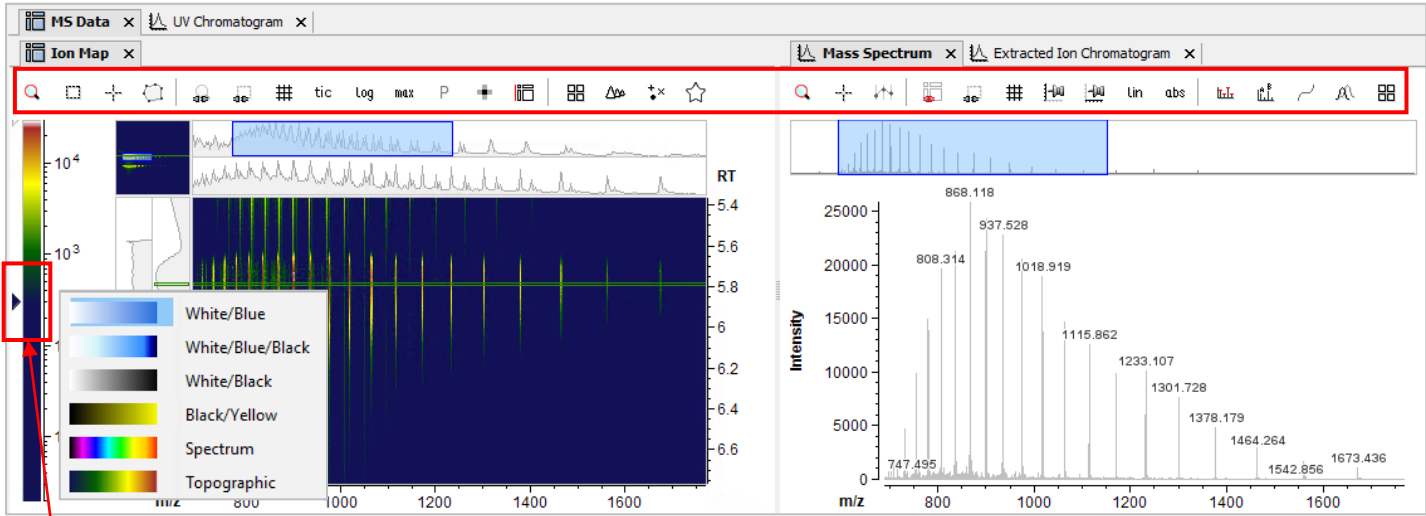 MS Data x UV Chromatogram x
Ion Map x
Mass Spectrum x Extracted Ion Chromatogram x
tic log max P
lin abs
10^4
10^3
RT
5.4
5.6
5.8
6
6.2
6.4
6.6
White/Blue
White/Blue/Black
White/Black
Black/Yellow
Spectrum
Topographic
m/z 800 1000 1200 1400 1600
Intensity
25000
20000
15000
10000
5000
0
868.118
937.528
808.314
1018.919
1115.862
1233.107
1301.728
1378.179
1464.264
1542.856
1673.436
747.495
m/z 800 1000 1200 1400 1600